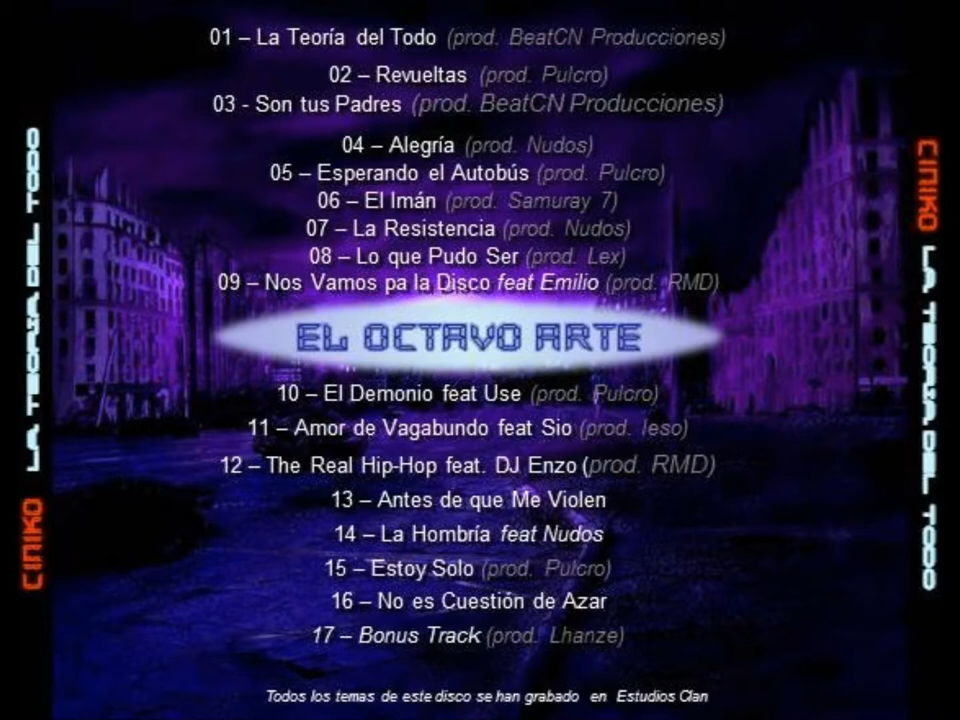 01 – La Teoría del Todo (prod. BeatCN Producciones)
02 – Revueltas (prod. Pulcro)
03 - Son tus Padres (prod. BeatCN Producciones)
04 – Alegría (prod. Nudos)
05 – Esperando el Autobús (prod. Pulcro)
06 – El Imán (prod. Samuray 7)
07 – La Resistencia (prod. Nudos)
08 – Lo que Pudo Ser (prod. Lex)
09 – Nos Vamos pa la Disco feat Emilio (prod. RMD)
EL OCTAVO ARTE
10 – El Demonio feat Use (prod. Pulcro)
11 – Amor de Vagabundo feat Sio (prod. Ieso)
12 – The Real Hip-Hop feat. DJ Enzo (prod. RMD)
13 – Antes de que Me Violen
14 – La Hombría feat Nudos
15 – Estoy Solo (prod. Pulcro)
16 – No es Cuestión de Azar
17 – Bonus Track (prod. Lhanze)
Todos los temas de este disco se han grabado en Estudios Clan
CINIKO LA TEORIA DEL TODO
CINIKO LA TEORIA DEL TODO